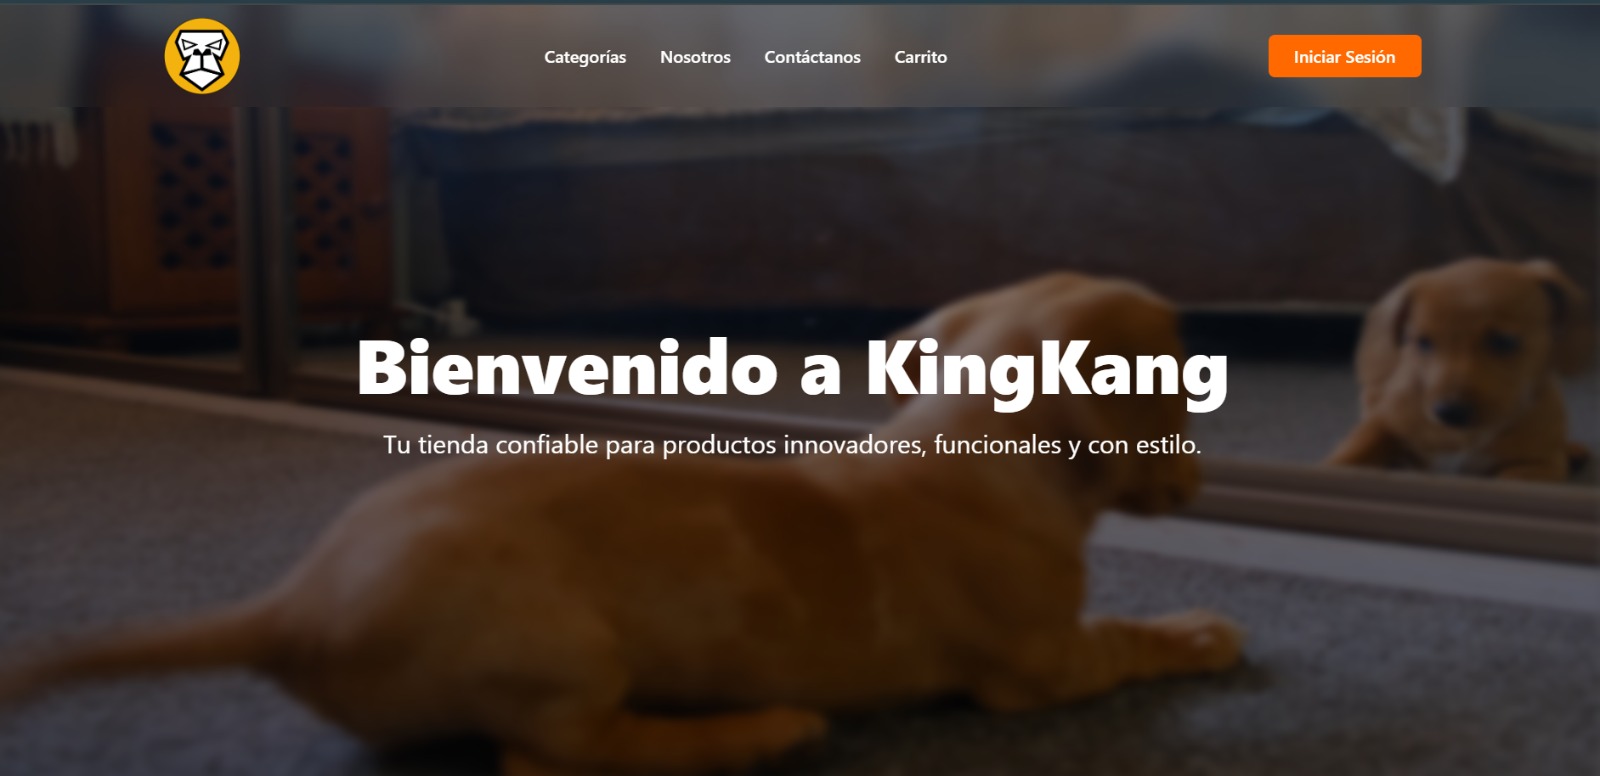 Categorías
Nosotros
Contáctanos
Carrito
Iniciar Sesión
Bienvenido a KingKang
Tu tienda confiable para productos innovadores, funcionales y con estilo.